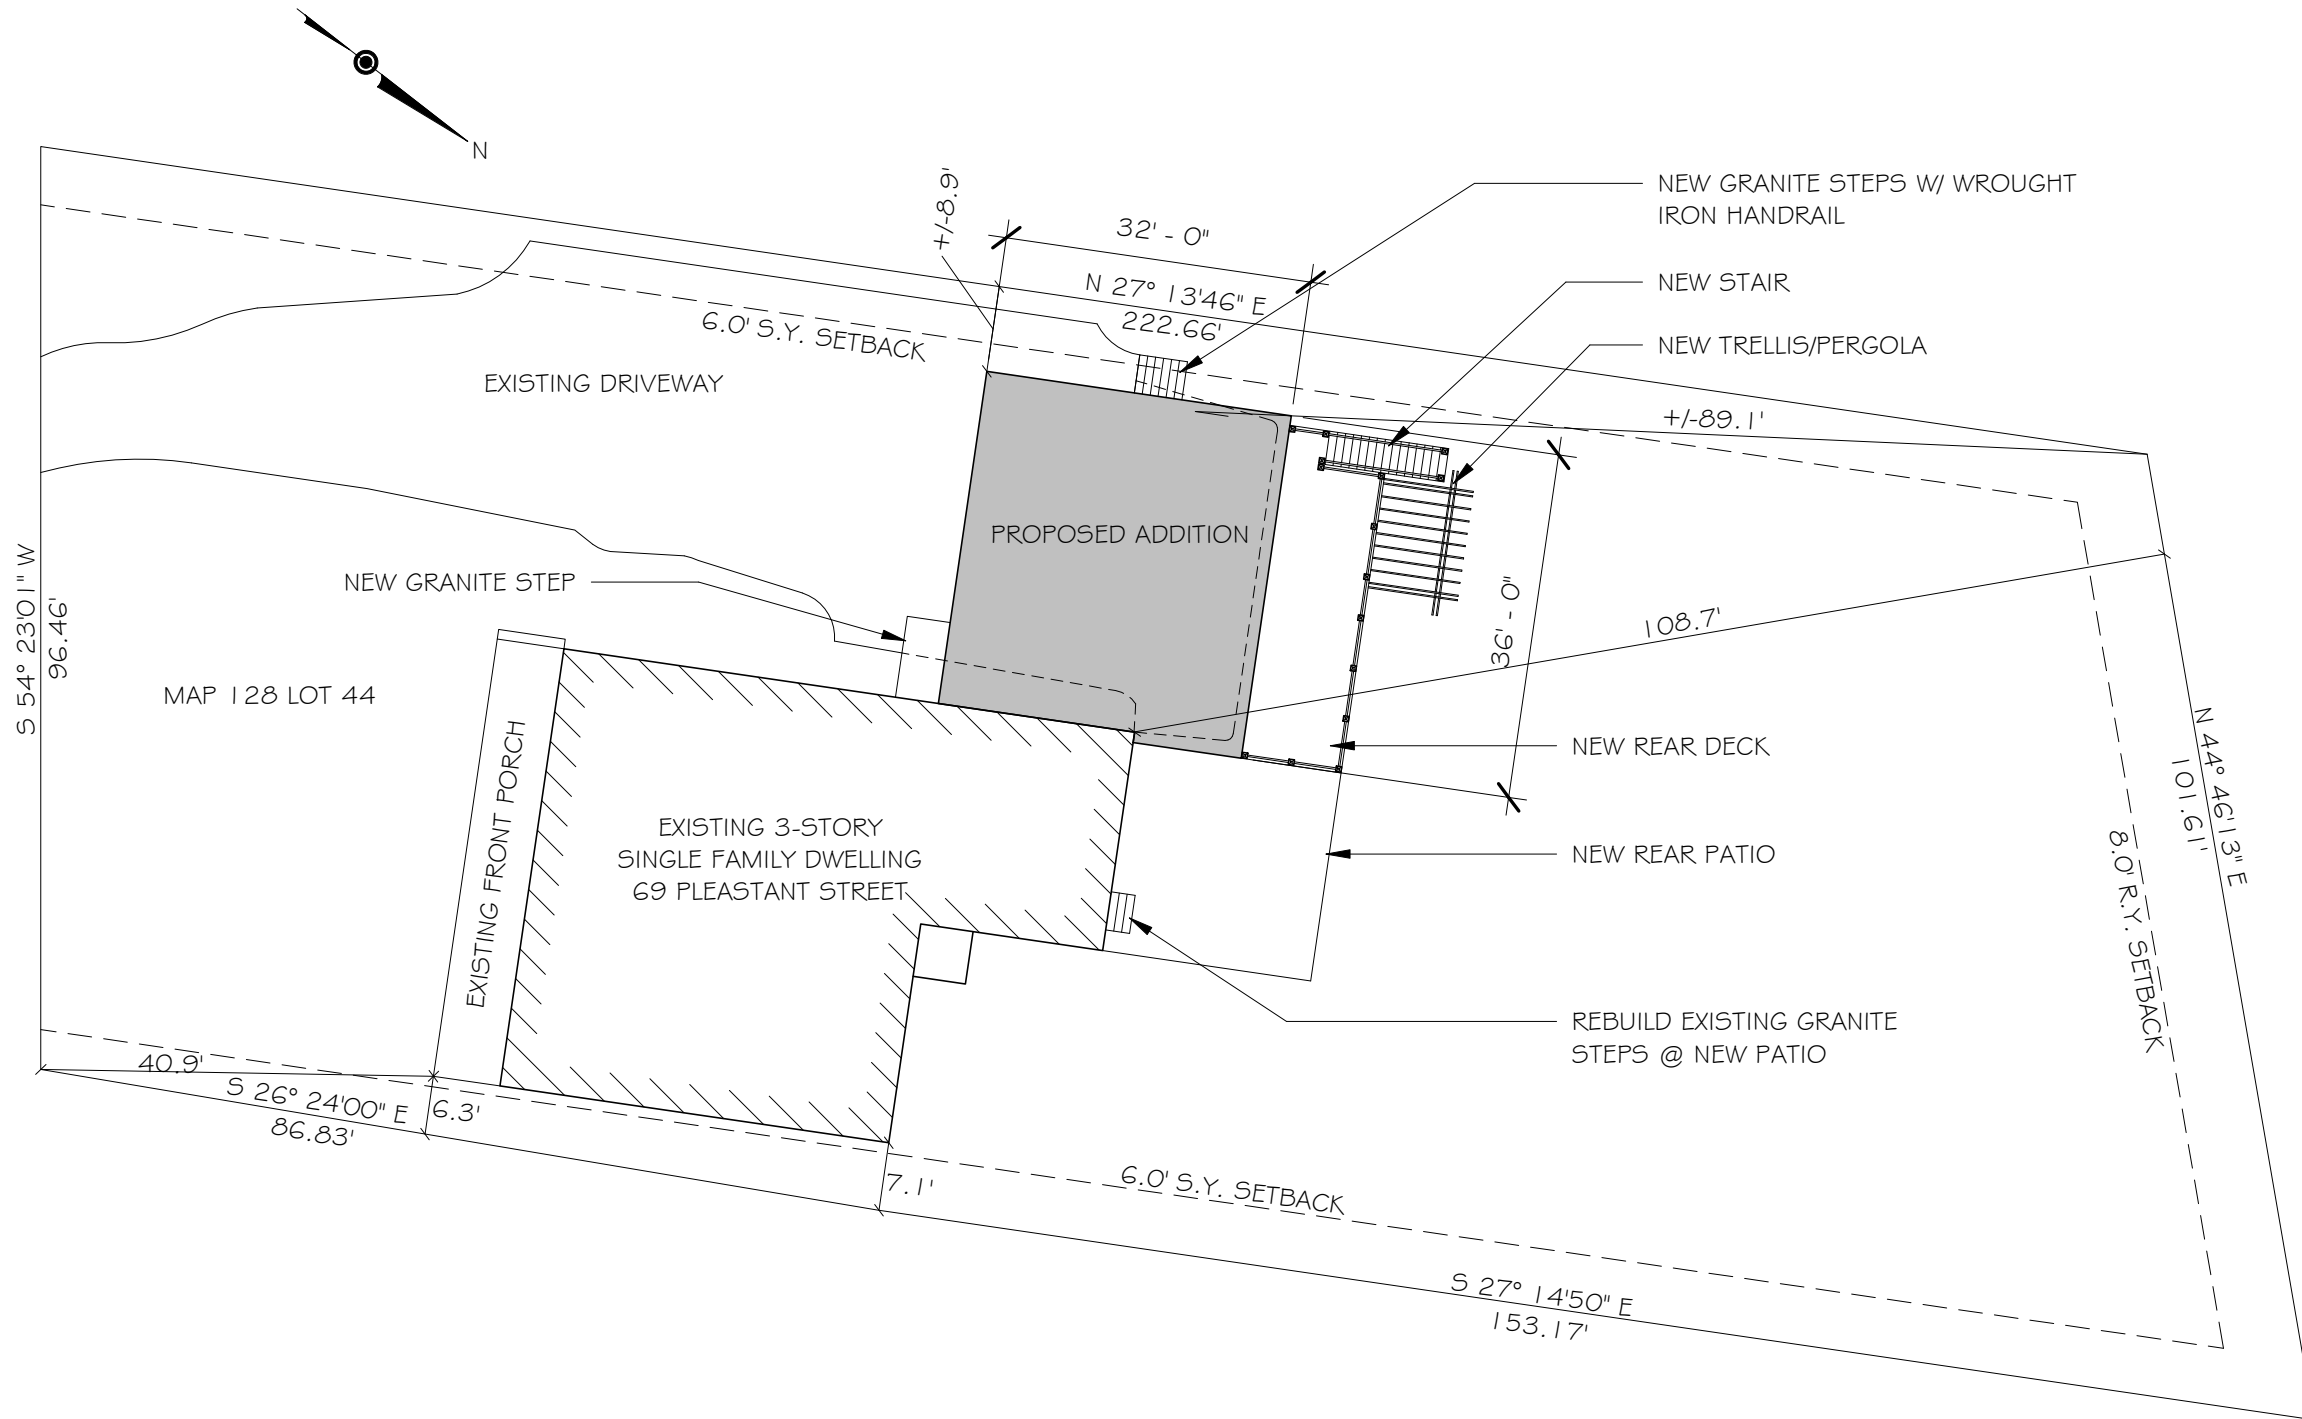 N
NEW GRANITE STEPS W/ WROUGHT
IRON HANDRAIL
+/-8.9'
32' - 0"
N 27° 13'46" E
222.66'
NEW STAIR
6.0' S.Y. SETBACK
NEW TRELLIS/PERGOLA
EXISTING DRIVEWAY
+/-89.1'
PROPOSED ADDITION
NEW GRANITE STEP
36' - 0"
108.7'
S 54° 23'01" W
96.46'
MAP 128 LOT 44
NEW REAR DECK
N 44° 46'13" E
101.61'
EXISTING FRONT PORCH
EXISTING 3-STORY
SINGLE FAMILY DWELLING
69 PLEASTANT STREET
NEW REAR PATIO
8.0' R.Y. SETBACK
REBUILD EXISTING GRANITE
STEPS @ NEW PATIO
40.9'
S 26° 24'00" E
86.83'
6.3'
7.1'
6.0' S.Y. SETBACK
S 27° 14'50" E
153.17'